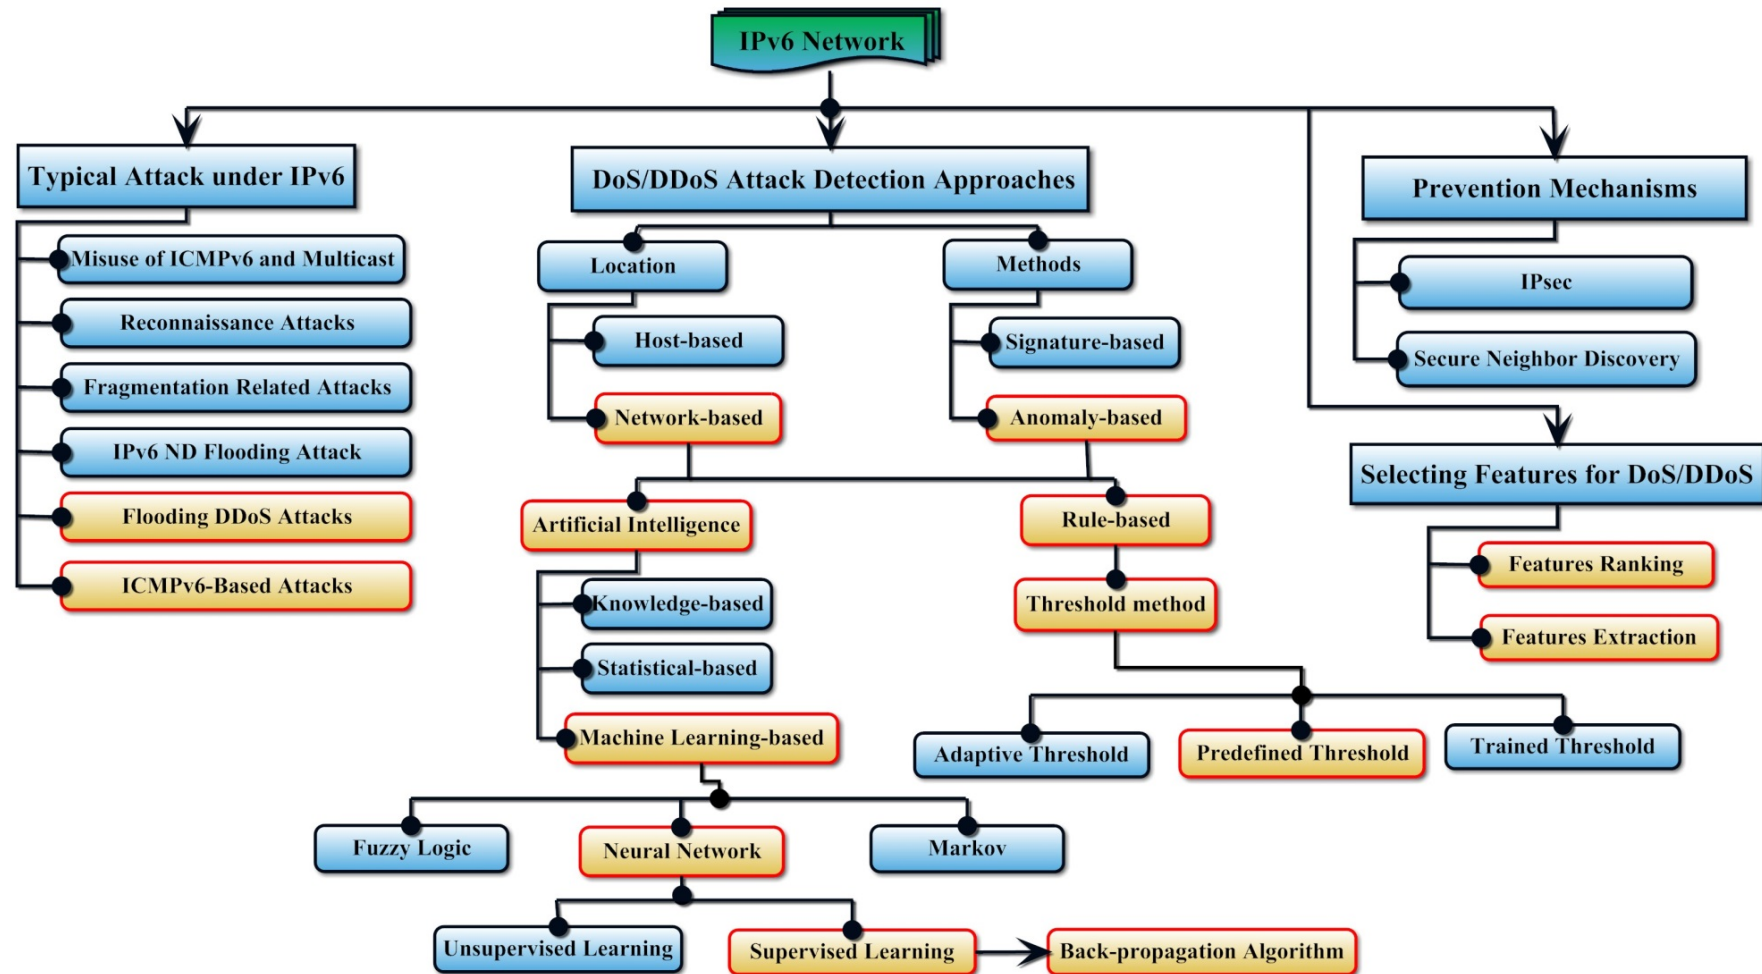 IPv6 Network
Typical Attack under IPv6
Misuse of ICMPv6 and Multicast
Reconnaissance Attacks
Fragmentation Related Attacks
IPv6 ND Flooding Attack
Flooding DDoS Attacks
ICMPv6-Based Attacks
DoS/DDoS Attack Detection Approaches
Location
Host-based
Network-based
Methods
Signature-based
Anomaly-based
Artificial Intelligence
Knowledge-based
Statistical-based
Machine Learning-based
Fuzzy Logic
Neural Network
Markov
Unsupervised Learning
Supervised Learning
Back-propagation Algorithm
Rule-based
Threshold method
Adaptive Threshold
Predefined Threshold
Trained Threshold
Prevention Mechanisms
IPsec
Secure Neighbor Discovery
Selecting Features for DoS/DDoS
Features Ranking
Features Extraction